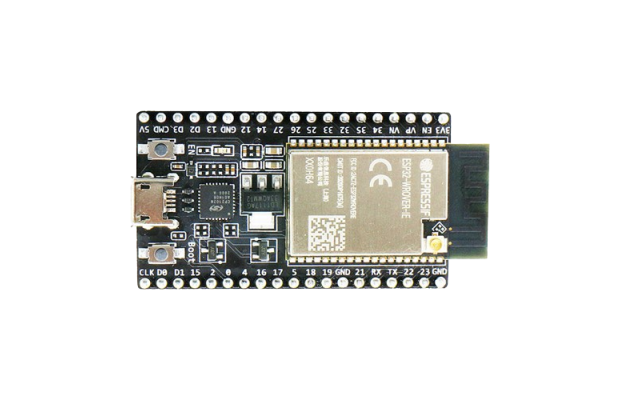 5V CMD D3 D2 13 GND 12 14 27 26 25 33 32 35 34 VN VP EN 3V3
EN
Boot
ESPRESSIF
ESP32-WROVER-IE
XX0H64
CLK D0 D1 15 2 0 4 16 17 5 18 19 GND 21 RX TX 22 23 GND